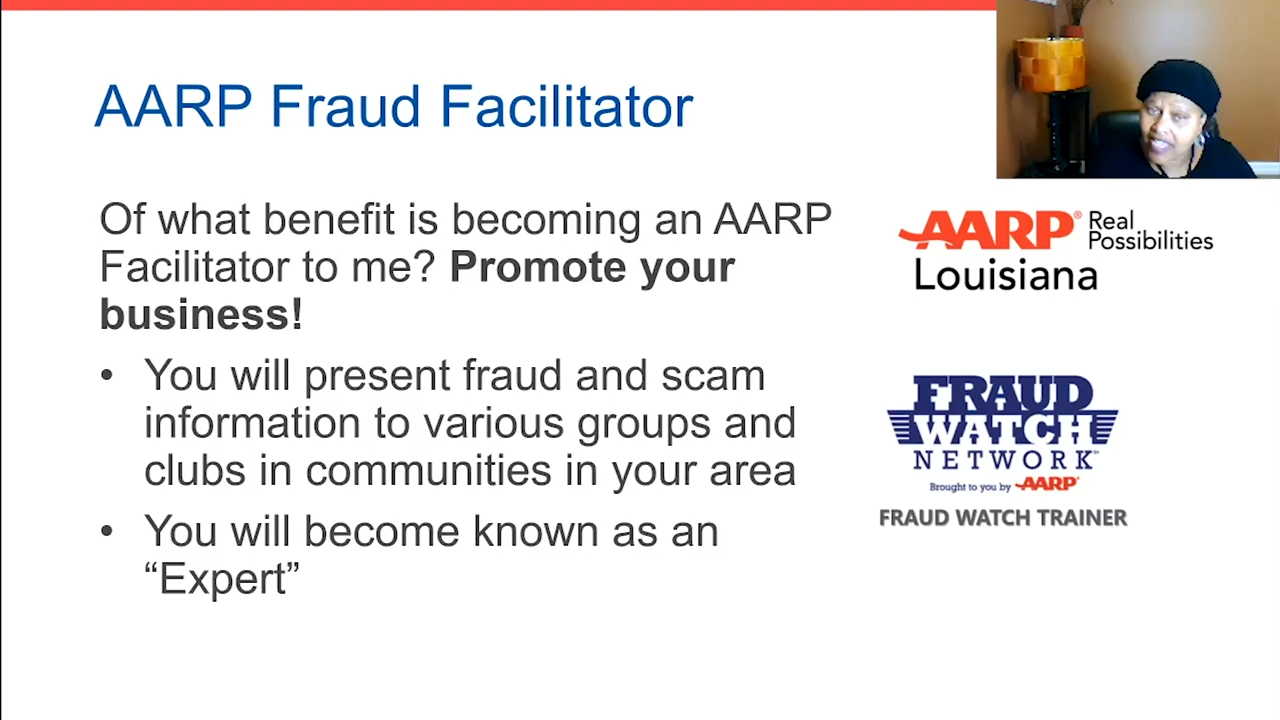 AARP Fraud Facilitator
Of what benefit is becoming an AARP
Facilitator to me? Promote your
business!
• You will present fraud and scam
information to various groups and
clubs in communities in your area
• You will become known as an
“Expert”
AARP® Real
Possibilities
Louisiana
FRAUD
WATCH
NETWORK™
Brought to you by AARP®
FRAUD WATCH TRAINER